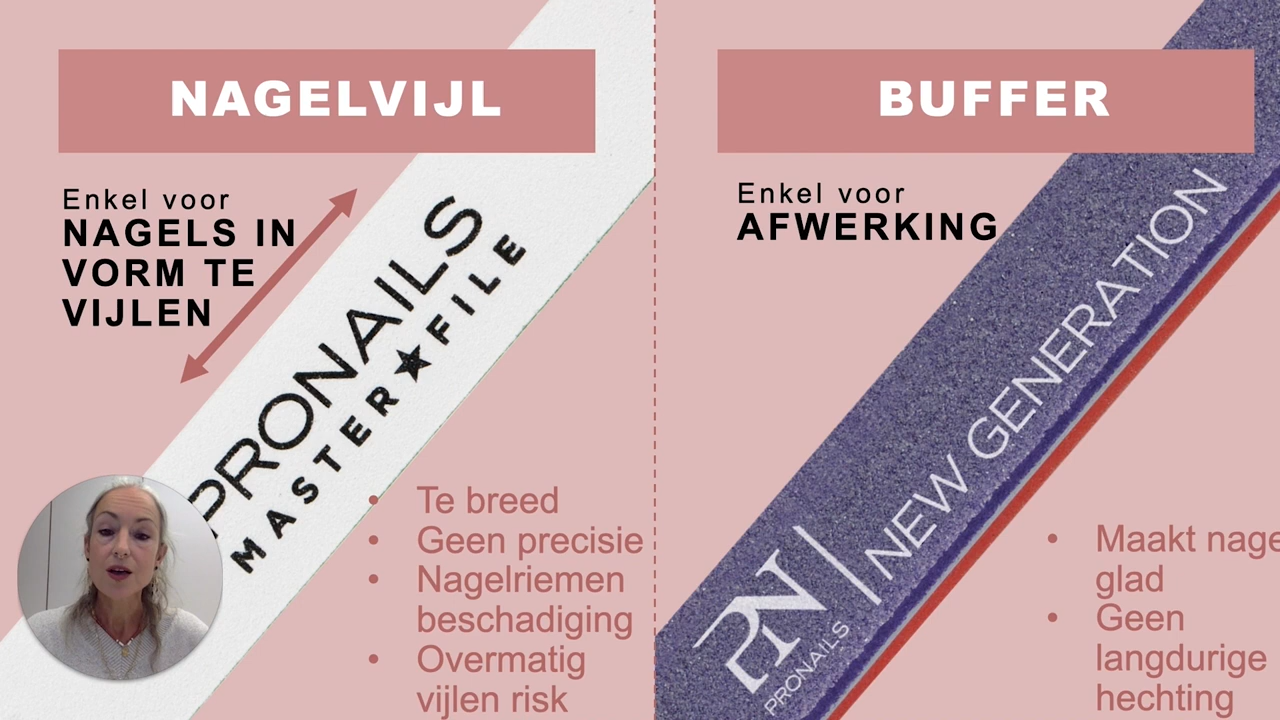 NAGELVIJL
Enkel voor
NAGELS IN
VORM TE
VIJLEN
PRONAILS
MASTER★FILE
• Te breed
• Geen precisie
• Nagelriemen
beschadiging
• Overmatig
vijlen risk
BUFFER
Enkel voor
AFWERKING
PN
PRONAILS
NEW GENERATION
• Maakt nage
glad
• Geen
langdurige
hechting